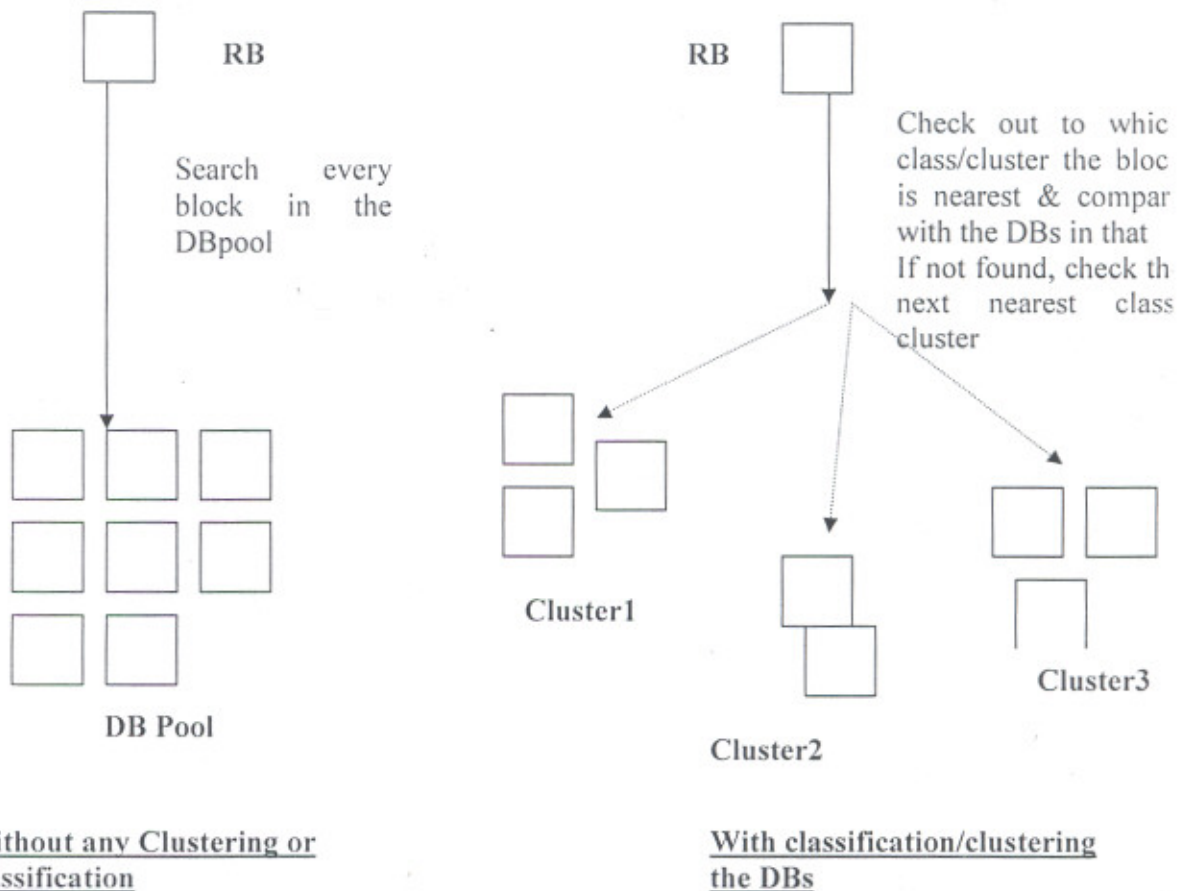 RB
Search every
block in the
DBpool
DB Pool
ithout any Clustering or
ssification
RB
Check out to whic
class/cluster the bloc
is nearest & compar
with the DBs in that
If not found, check th
next nearest class
cluster
Cluster1
Cluster2
Cluster3
With classification/clustering
the DBs